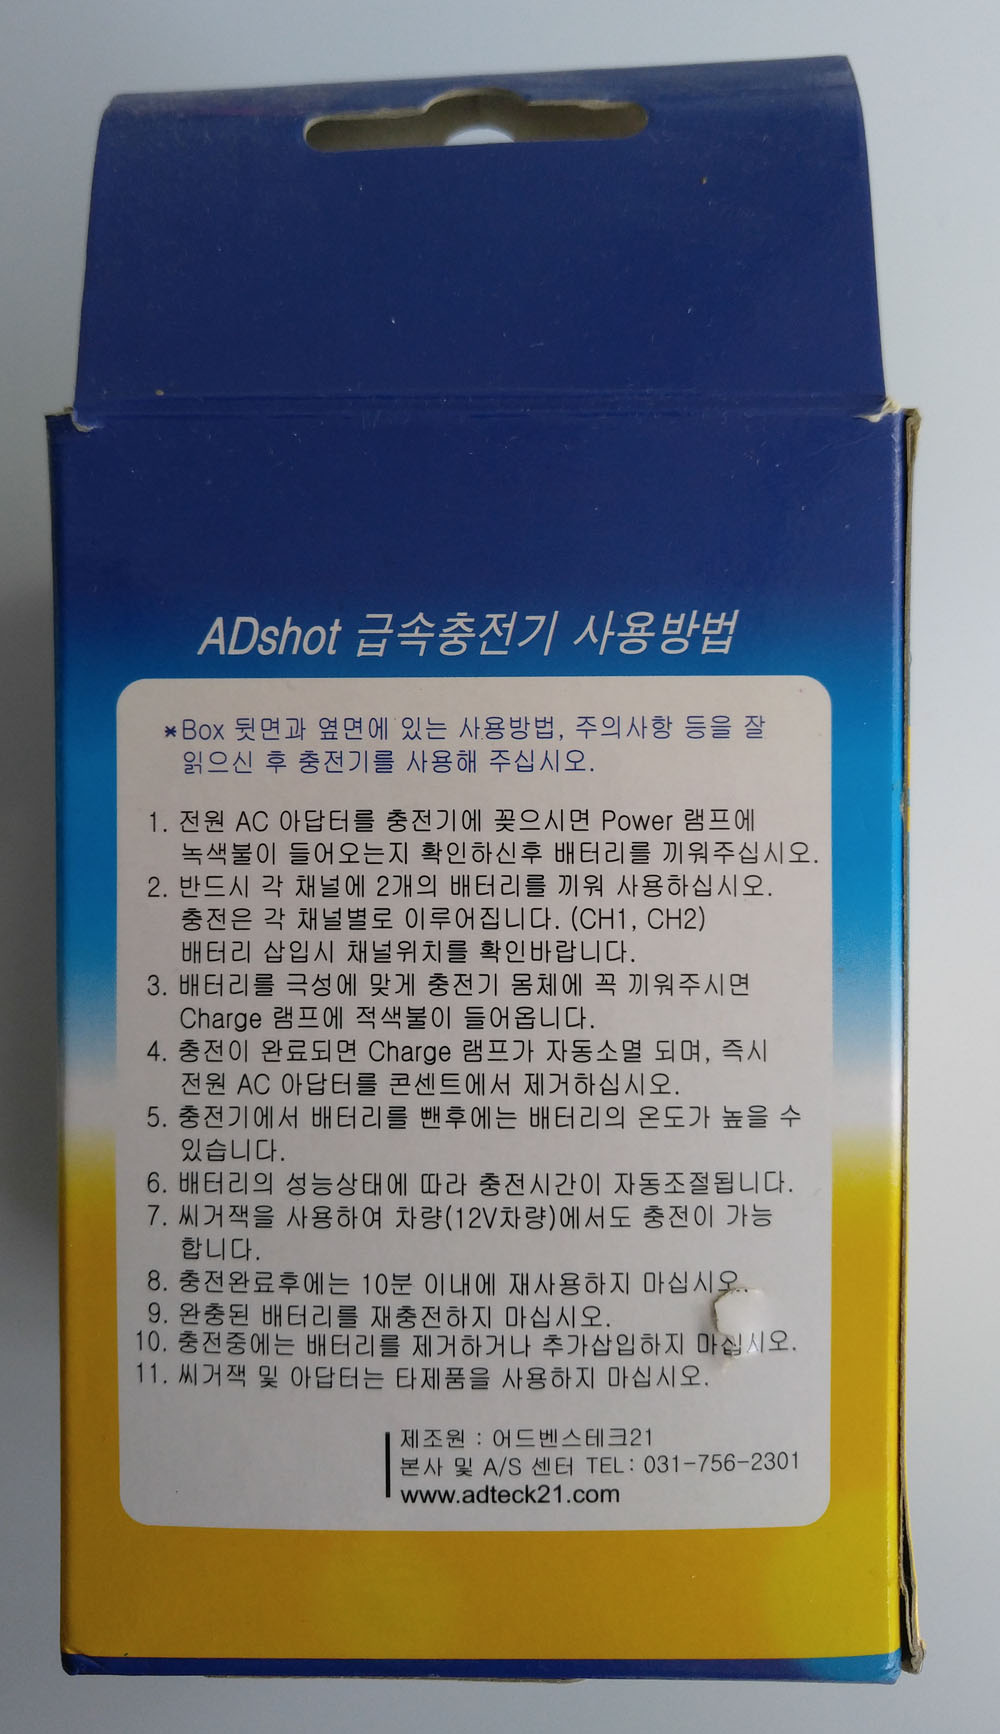 ADshot 급속충전기 사용방법
*Box 뒷면과 옆면에 있는 사용방법, 주의사항 등을 잘
읽으신 후 충전기를 사용해 주십시오.
1. 전원 AC 아답터를 충전기에 꽂으시면 Power 램프에
녹색불이 들어오는지 확인하신후 배터리를 끼워주십시오.
2. 반드시 각 채널에 2개의 배터리를 끼워 사용하십시오.
충전은 각 채널별로 이루어집니다. (CH1, CH2)
배터리 삽입시 채널위치를 확인바랍니다.
3. 배터리를 극성에 맞게 충전기 몸체에 꼭 끼워주시면
Charge 램프에 적색불이 들어옵니다.
4. 충전이 완료되면 Charge 램프가 자동소멸 되며, 즉시
전원 AC 아답터를 콘센트에서 제거하십시오.
5. 충전기에서 배터리를 뺀후에는 배터리의 온도가 높을 수
있습니다.
6. 배터리의 성능상태에 따라 충전시간이 자동조절됩니다.
7. 씨거잭을 사용하여 차량(12V차량)에서도 충전이 가능
합니다.
8. 충전완료후에는 10분 이내에 재사용하지 마십시오.
9. 완충된 배터리를 재충전하지 마십시오.
10. 충전중에는 배터리를 제거하거나 추가삽입하지 마십시오.
11. 씨거잭 및 아답터는 타제품을 사용하지 마십시오.
제조원 : 어드벤스테크21
본사 및 A/S 센터 TEL: 031-756-2301
www.adteck21.com